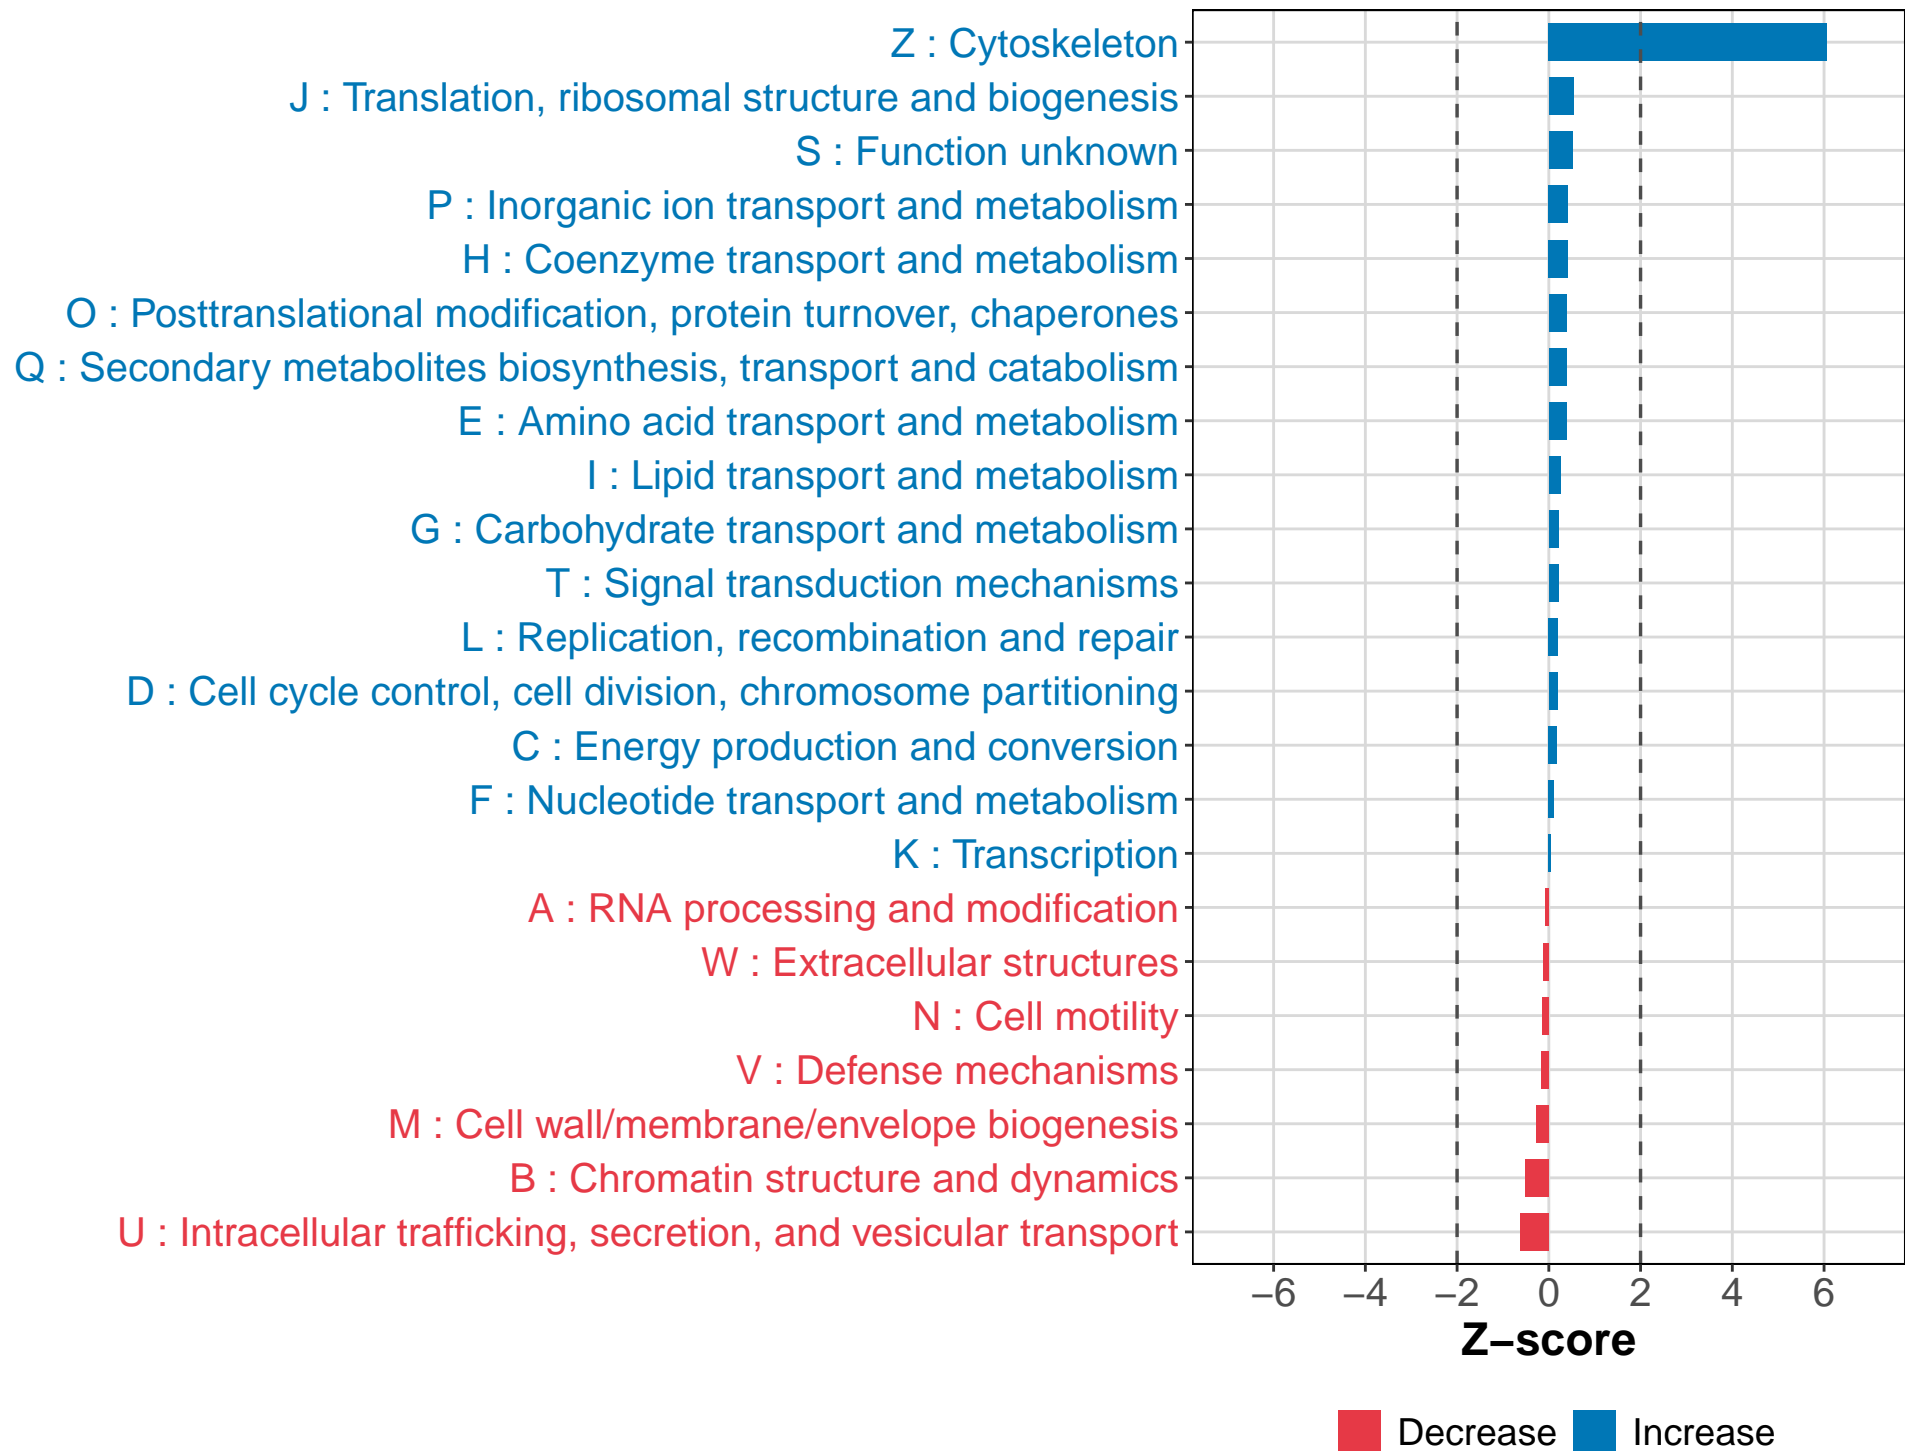 Z : Cytoskeleton
J : Translation, ribosomal structure and biogenesis
S : Function unknown
P : Inorganic ion transport and metabolism
H : Coenzyme transport and metabolism
O : Posttranslational modification, protein turnover, chaperones
Q : Secondary metabolites biosynthesis, transport and catabolism
E : Amino acid transport and metabolism
I : Lipid transport and metabolism
G : Carbohydrate transport and metabolism
T : Signal transduction mechanisms
L : Replication, recombination and repair
D : Cell cycle control, cell division, chromosome partitioning
C : Energy production and conversion
F : Nucleotide transport and metabolism
K : Transcription
A : RNA processing and modification
W : Extracellular structures
N : Cell motility
V : Defense mechanisms
M : Cell wall/membrane/envelope biogenesis
B : Chromatin structure and dynamics
U : Intracellular trafficking, secretion, and vesicular transport
−6 −4 −2 0 2 4 6
Z−score
Decrease Increase